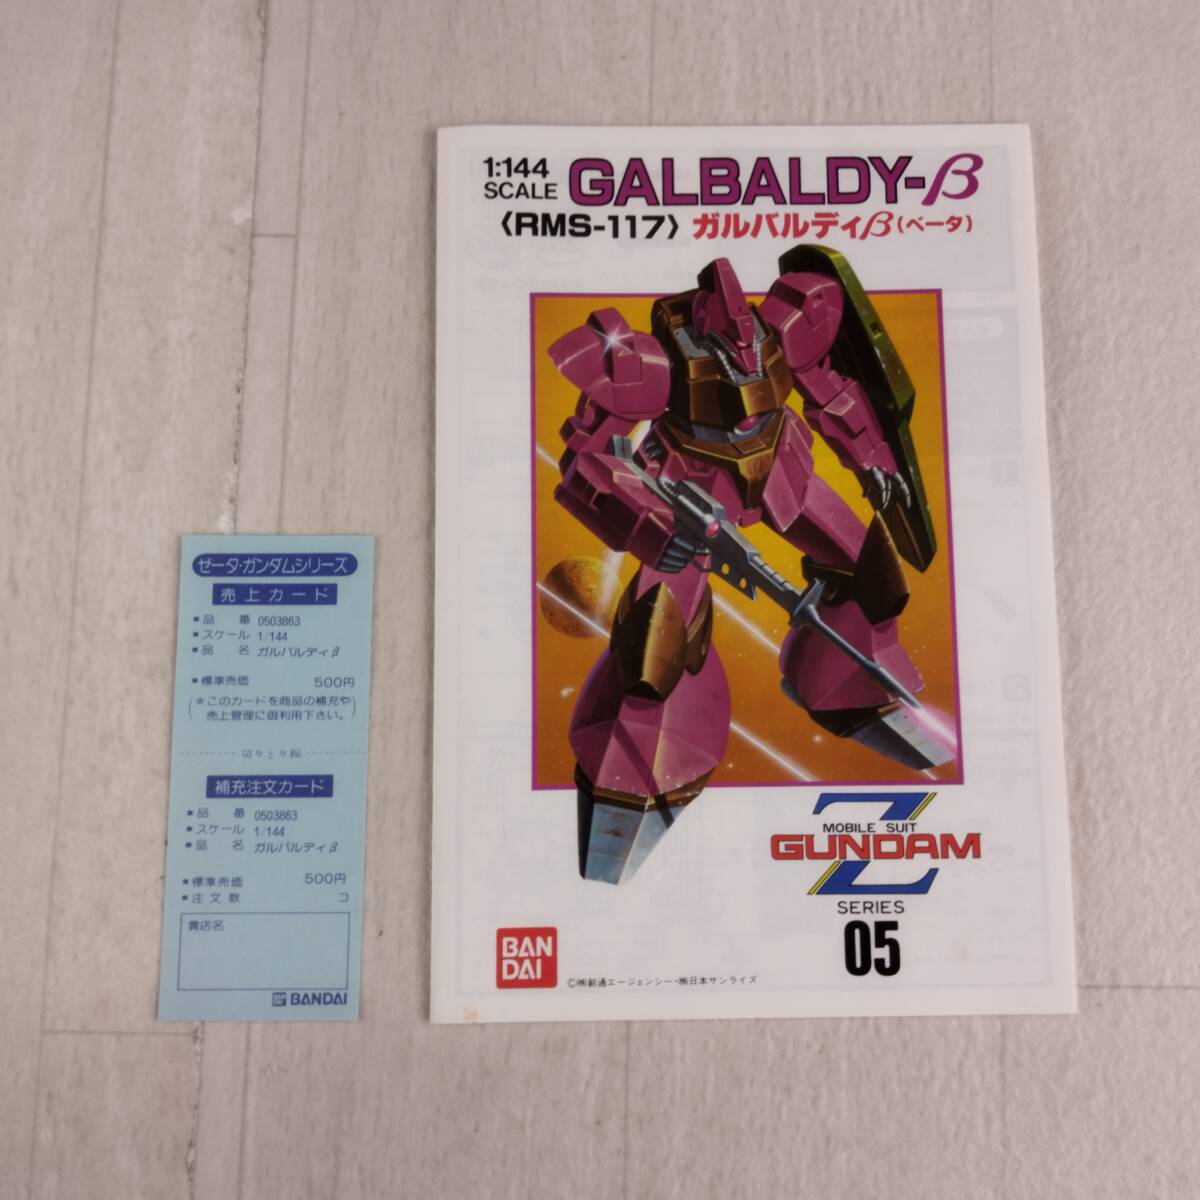 ゼータ・ガンダムシリーズ
売上カード
■品 番 0503863
■スケール 1/144
■品 名 ガルバルディβ
■標準売価 500円
(※このカードを商品の補充や
売上管理に御利用下さい。)
切りとり線
補充注文カード
■品 番 0503863
■スケール 1/144
■品 名 ガルバルディβ
■標準売価 500円
■注文数 コ
貴店名
BANDAI
1:144
SCALE
GALBALDY-β
〈RMS-117〉ガルバルディβ(ベータ)
MOBILE SUIT
GUNDAM
Z
SERIES
05
BAN
DAI
©㈱創通エージェンシー・㈱日本サンライズ